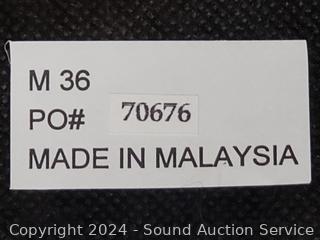 M 36
PO# 70676
MADE IN MALAYSIA
Copyright 2024 - Sound Auction Service